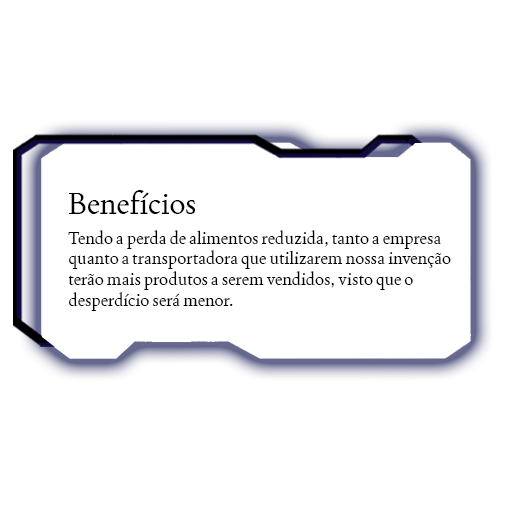 Benefícios
Tendo a perda de alimentos reduzida, tanto a empresa
quanto a transportadora que utilizarem nossa invenção
terão mais produtos a serem vendidos, visto que o
desperdício será menor.